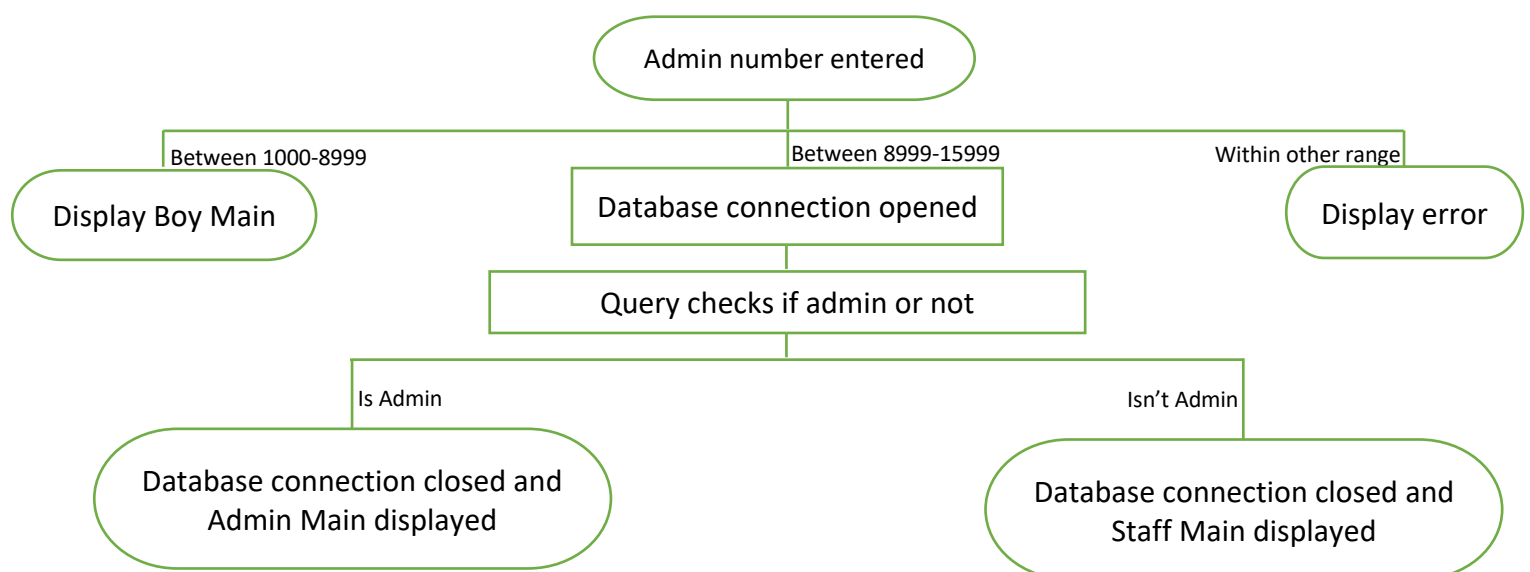 Admin number entered
Between 1000-8999
Between 8999-15999
Within other range
Display Boy Main
Database connection opened
Display error
Query checks if admin or not
Is Admin
Isn’t Admin
Database connection closed and
Admin Main displayed
Database connection closed and
Staff Main displayed